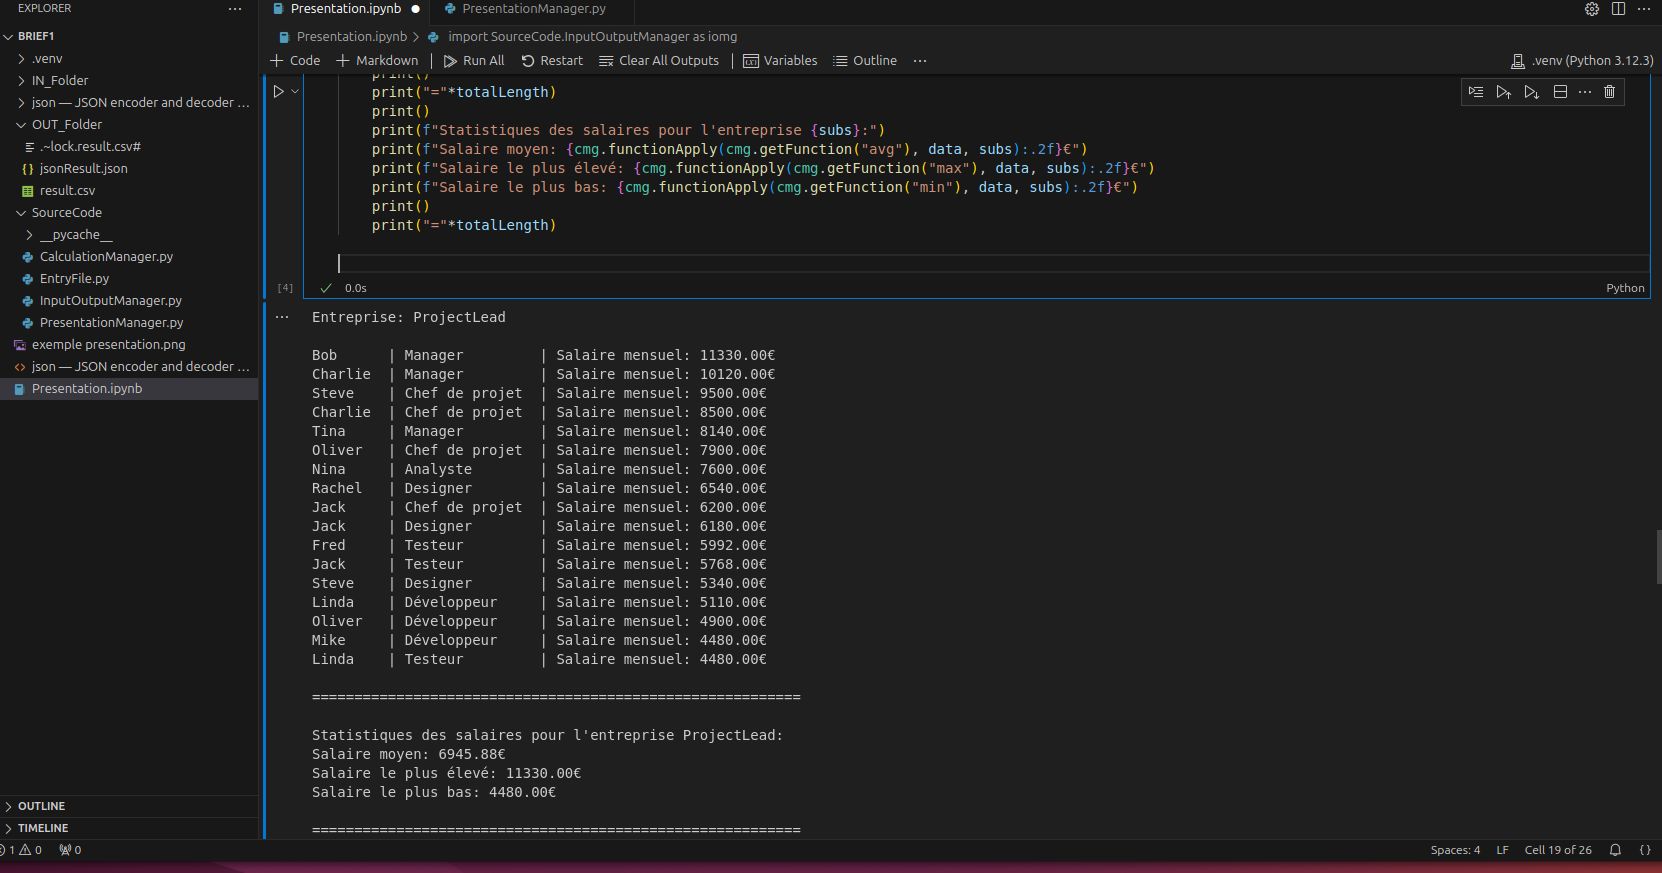 EXPLORER
BRIEF1
.venv
IN_Folder
json — JSON encoder and decoder ...
OUT_Folder
.~lock.result.csv#
{} jsonResult.json
result.csv
SourceCode
__pycache__
CalculationManager.py
EntryFile.py
InputOutputManager.py
PresentationManager.py
exemple presentation.png
<> json — JSON encoder and decoder ...
Presentation.ipynb
OUTLINE
TIMELINE
Presentation.ipynb
PresentationManager.py
Presentation.ipynb > import SourceCode.InputOutputManager as iomg
+ Code + Markdown | Run All Restart Clear All Outputs | Variables Outline ...
.venv (Python 3.12.3)
print()
print("="*totalLength)
print()
print(f"Statistiques des salaires pour l'entreprise {subs}:")
print(f"Salaire moyen: {cmg.functionApply(cmg.getFunction("avg"), data, subs):.2f}€")
print(f"Salaire le plus élevé: {cmg.functionApply(cmg.getFunction("max"), data, subs):.2f}€")
print(f"Salaire le plus bas: {cmg.functionApply(cmg.getFunction("min"), data, subs):.2f}€")
print()
print("="*totalLength)
[4] 0.0s
Python
Entreprise: ProjectLead
Bob | Manager | Salaire mensuel: 11330.00€
Charlie | Manager | Salaire mensuel: 10120.00€
Steve | Chef de projet | Salaire mensuel: 9500.00€
Charlie | Chef de projet | Salaire mensuel: 8500.00€
Tina | Manager | Salaire mensuel: 8140.00€
Oliver | Chef de projet | Salaire mensuel: 7900.00€
Nina | Analyste | Salaire mensuel: 7600.00€
Rachel | Designer | Salaire mensuel: 6540.00€
Jack | Chef de projet | Salaire mensuel: 6200.00€
Jack | Designer | Salaire mensuel: 6180.00€
Fred | Testeur | Salaire mensuel: 5992.00€
Jack | Testeur | Salaire mensuel: 5768.00€
Steve | Designer | Salaire mensuel: 5340.00€
Linda | Développeur | Salaire mensuel: 5110.00€
Oliver | Développeur | Salaire mensuel: 4900.00€
Mike | Développeur | Salaire mensuel: 4480.00€
Linda | Testeur | Salaire mensuel: 4480.00€
==========================================================
Statistiques des salaires pour l'entreprise ProjectLead:
Salaire moyen: 6945.88€
Salaire le plus élevé: 11330.00€
Salaire le plus bas: 4480.00€
==========================================================
1 0 0
Spaces: 4 LF Cell 19 of 26 {}